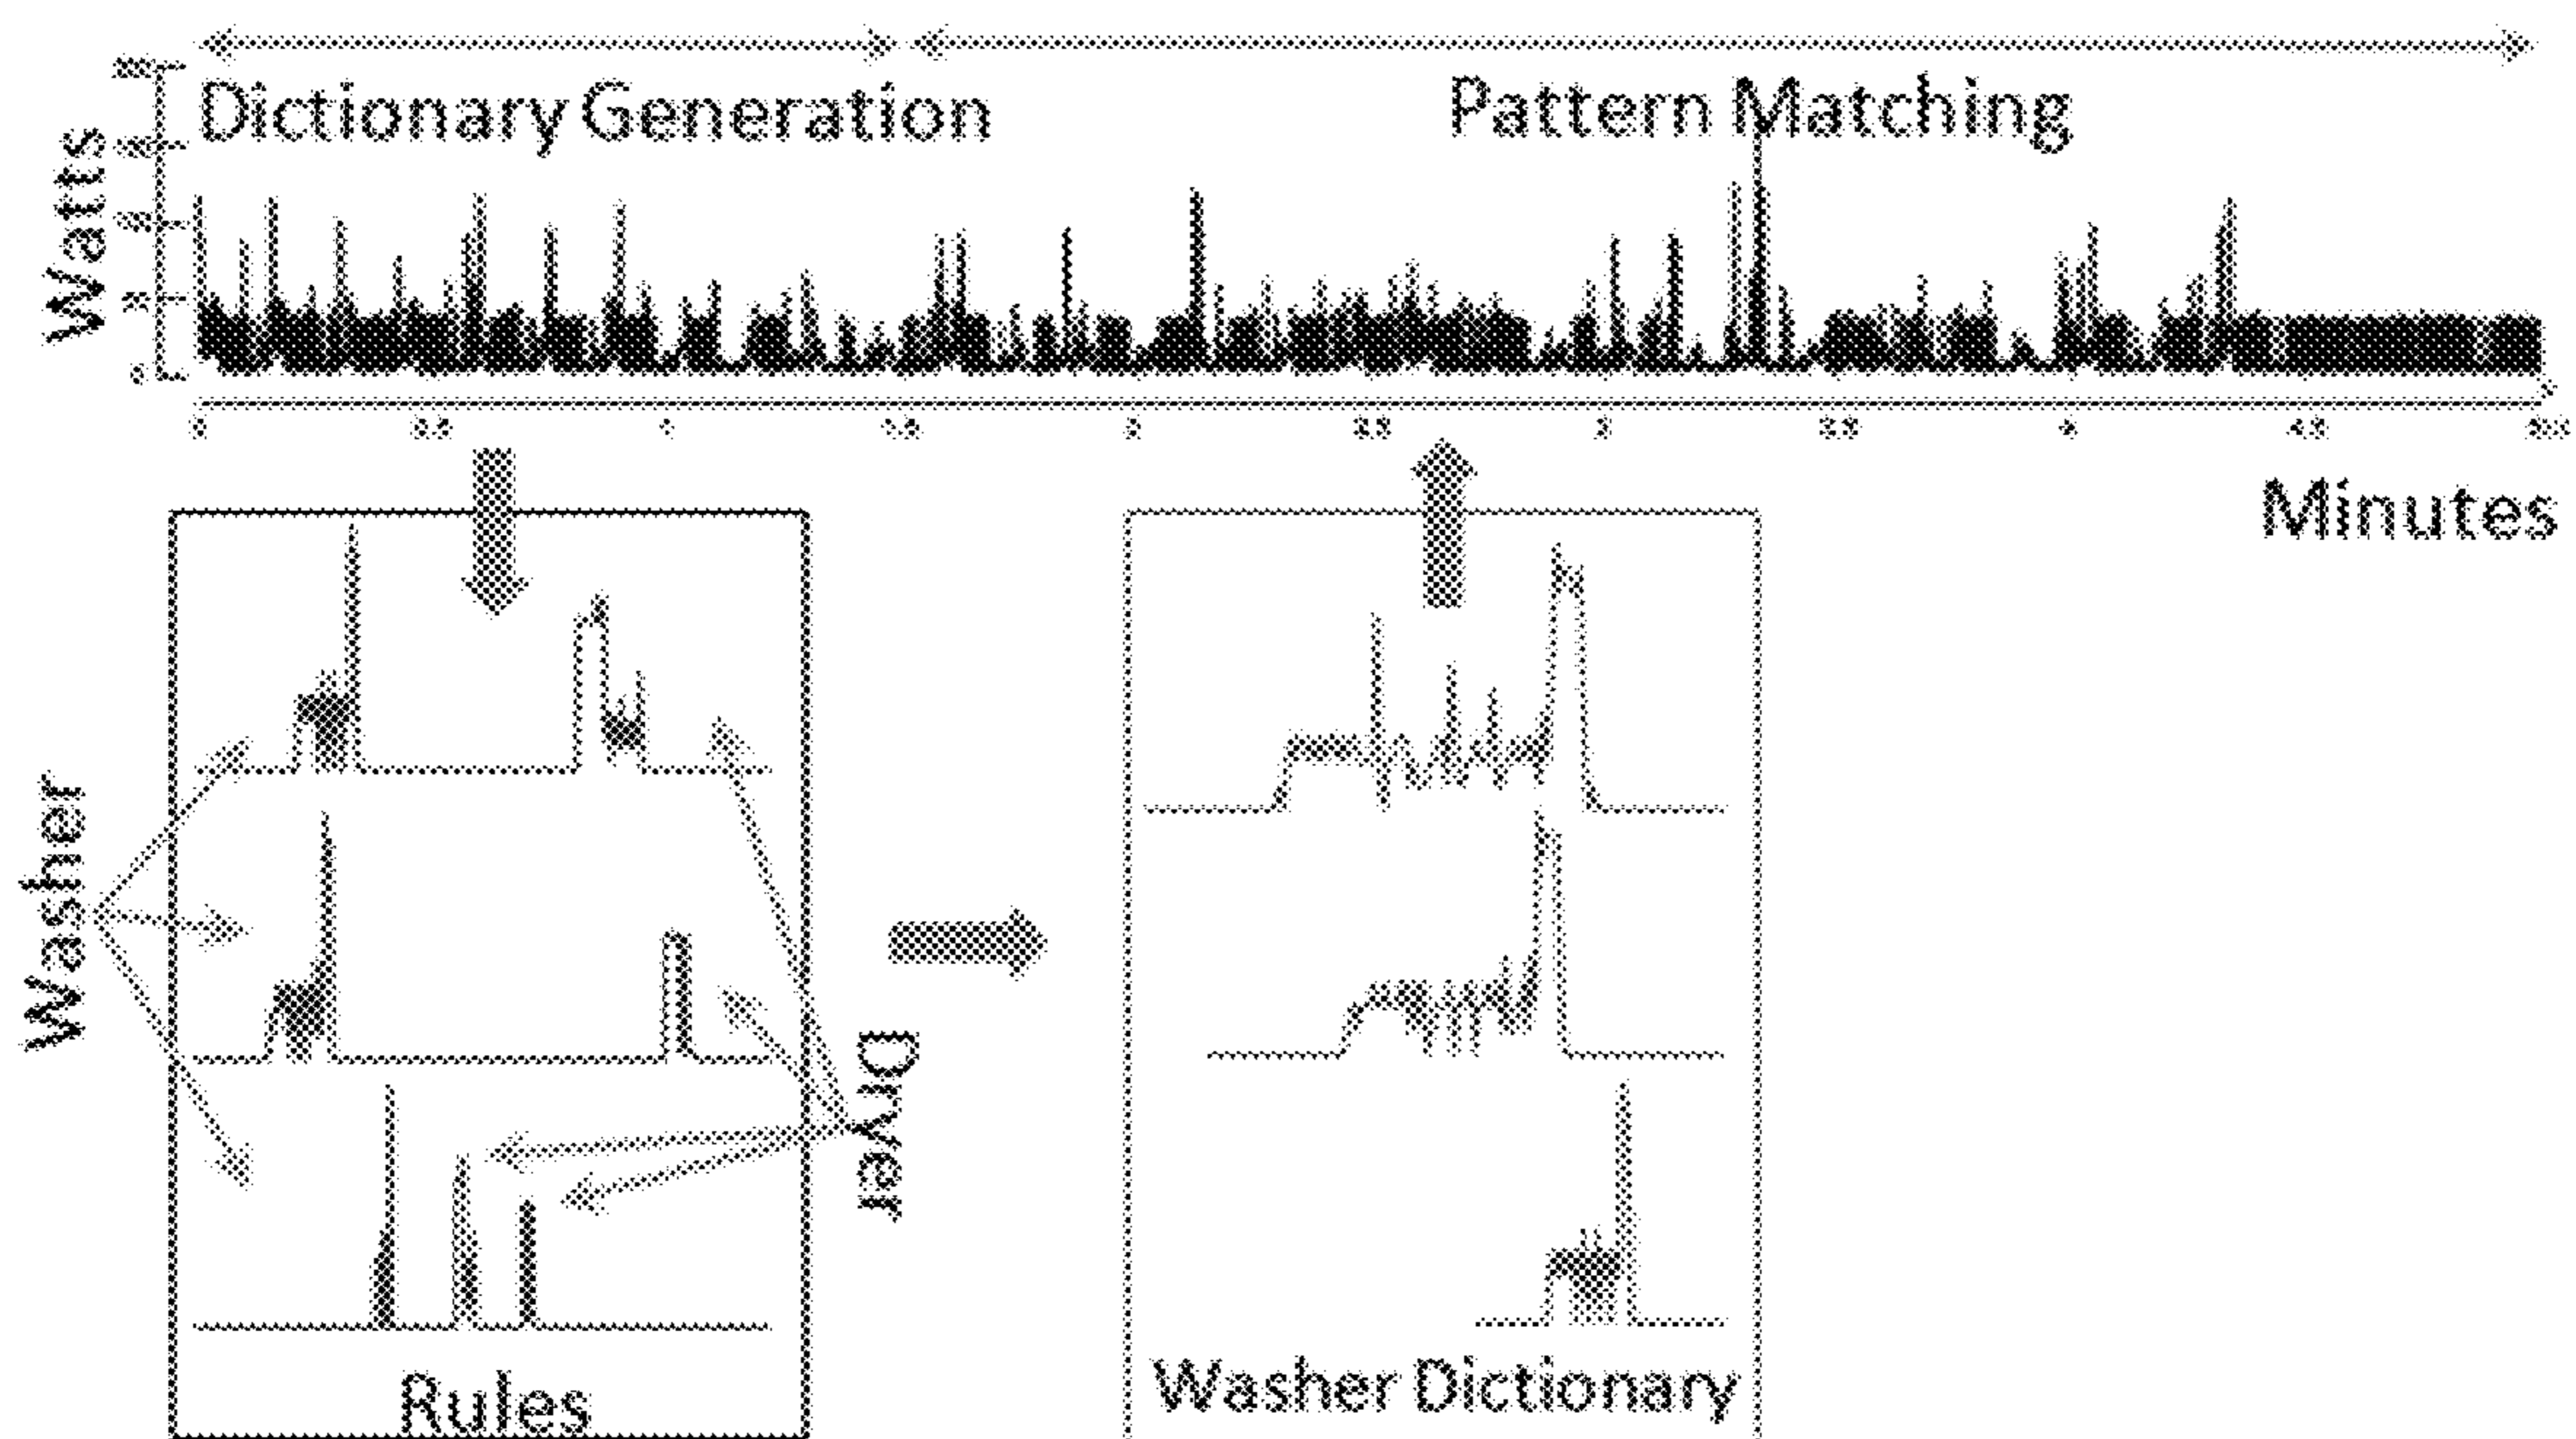 Dictionary Generation
Pattern Matching
Watts
Minutes
Washer
Dryer
Rules
Washer Dictionary